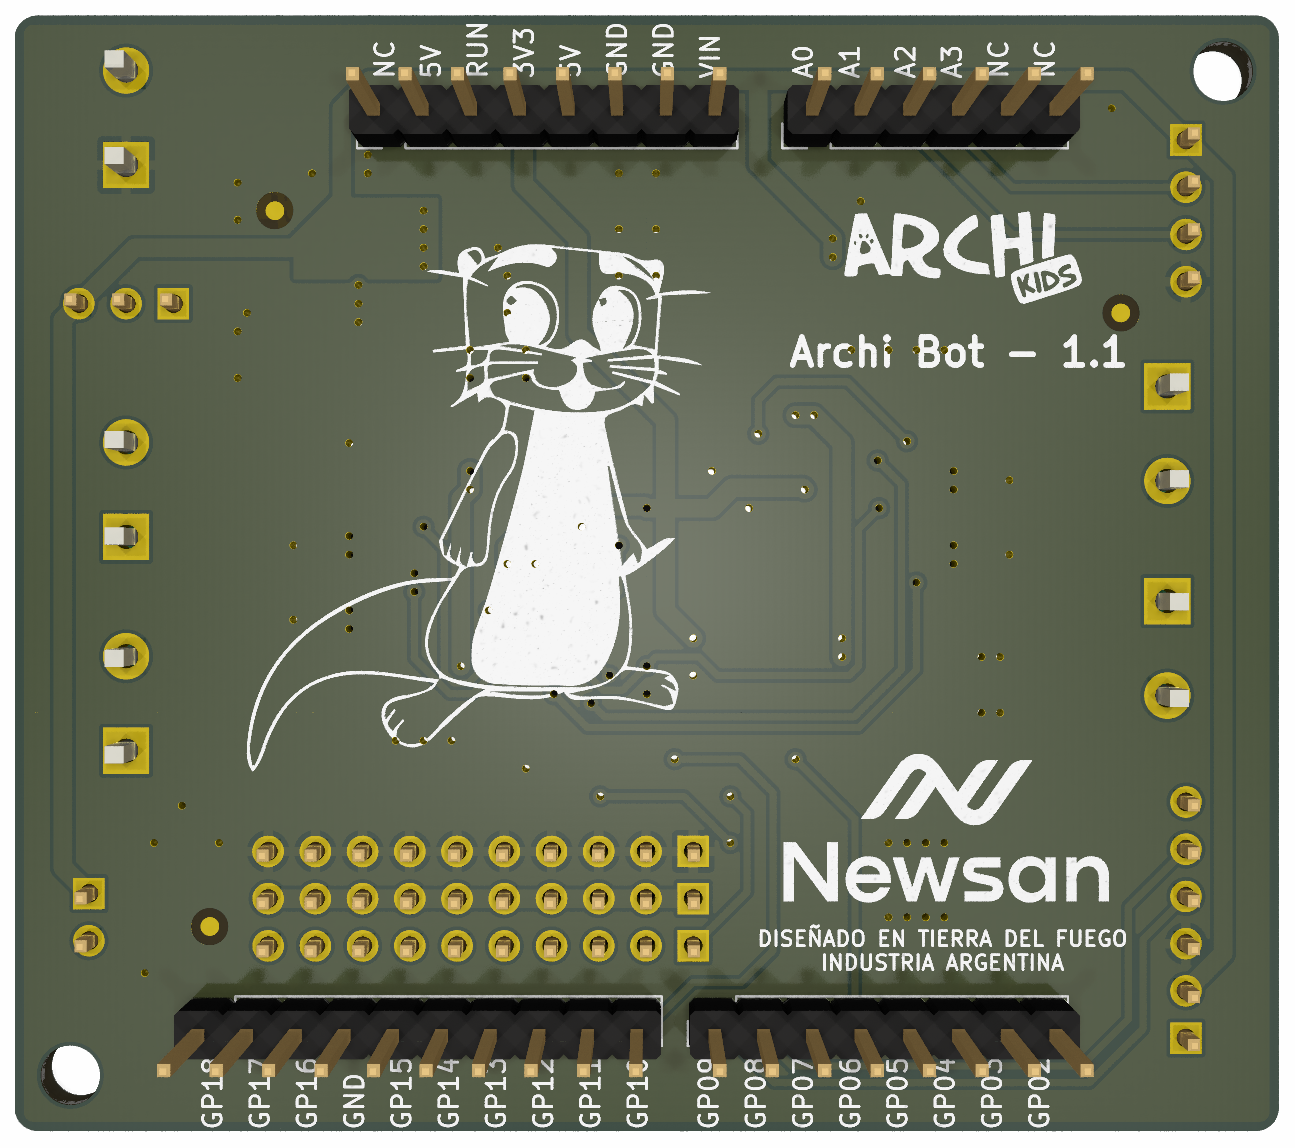 NC
5V
RUN
3V3
5V
GND
GND
VIN
A0
A1
A2
A3
NC
NC
ARCHI
KIDS
Archi Bot - 1.1
Newsan
DISEÑADO EN TIERRA DEL FUEGO
INDUSTRIA ARGENTINA
GP18
GP17
GP16
GND
GP15
GP14
GP13
GP12
GP11
GP10
GP09
GP08
GP07
GP06
GP05
GP04
GP03
GP02